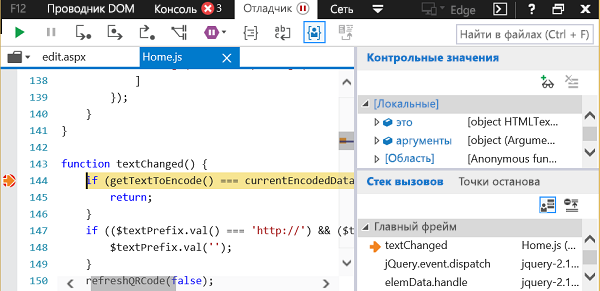 F12 Проводник DOM Консоль 3 Отладчик Сеть Edge ?
Найти в файлах (Ctrl + F)
edit.aspx Home.js X
138 ]
139 });
140 }
141 }
142
143 function textChanged() {
144 if (getTextToEncode() === currentEncodedData
145 return;
146 }
147 if (($textPrefix.val() === 'http://') && ($t
148 $textPrefix.val('');
149 }
150 refreshQRCode(false);
Контрольные значения
[Локальные]
это [object HTMLTex...
аргументы [object (Argume...
[Область] [Anonymous fun...
Стек вызовов Точки останова
Главный фрейм
textChanged Home.js (...
jQuery.event.dispatch jquery-2.1...
elemData.handle jquery-2.1...